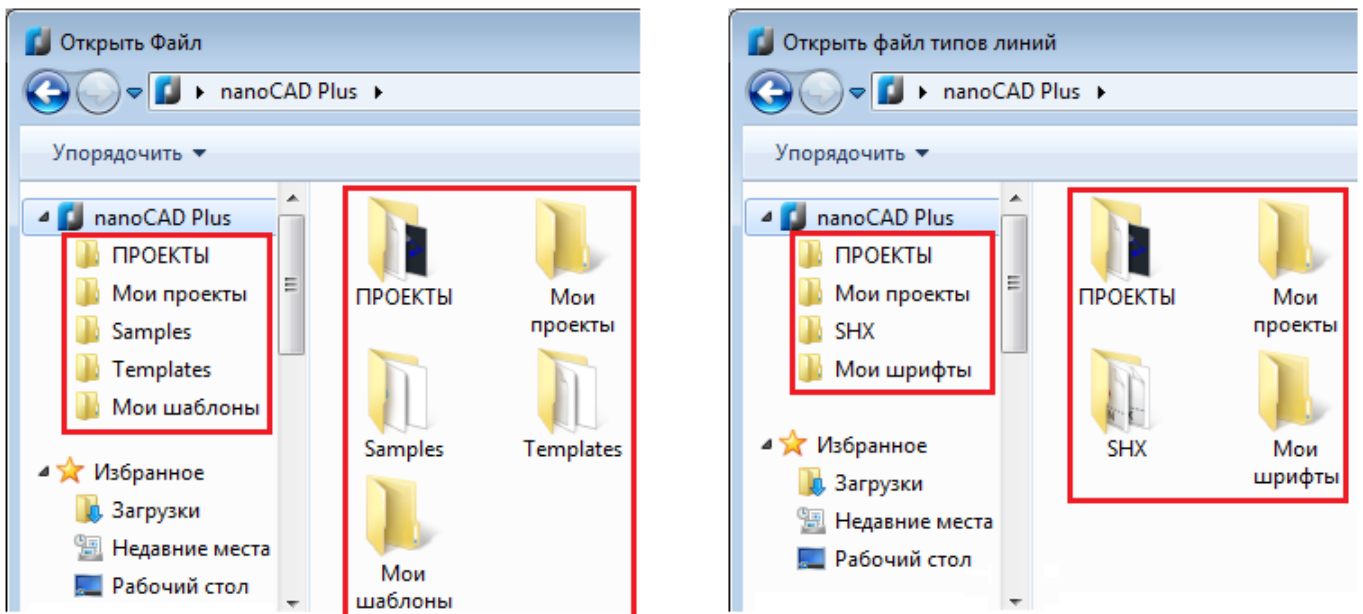 Открыть Файл
nanoCAD Plus
Упорядочить
nanoCAD Plus
ПРОЕКТЫ
Мои проекты
Samples
Templates
Мои шаблоны
Избранное
Загрузки
Недавние места
Рабочий стол
ПРОЕКТЫ
Мои
проекты
Samples
Templates
Мои
шаблоны
Открыть файл типов линий
nanoCAD Plus
Упорядочить
nanoCAD Plus
ПРОЕКТЫ
Мои проекты
SHX
Мои шрифты
Избранное
Загрузки
Недавние места
Рабочий стол
ПРОЕКТЫ
Мои
проекты
SHX
Мои
шрифты